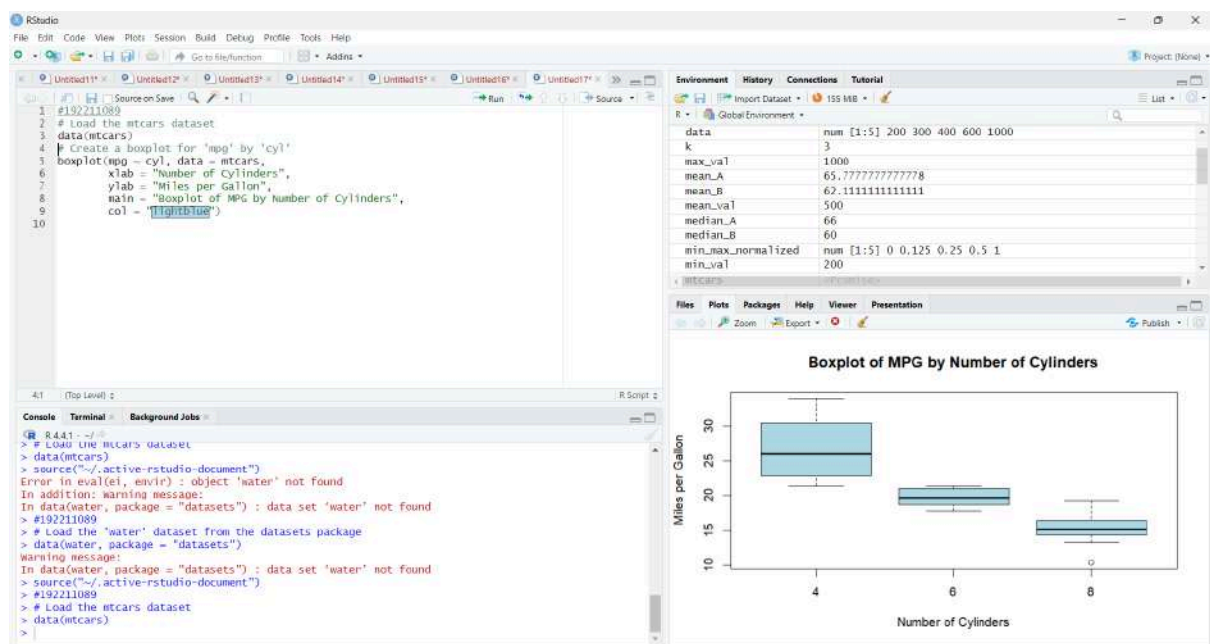 RStudio
File Edit Code View Plots Session Build Debug Profile Tools Help
Go to file/function Addins
Project: (None)
Untitled11* Untitled12* Untitled13* Untitled14* Untitled15* Untitled16* Untitled17*
Source on Save Run Source
1 #192211089
2 # Load the mtcars dataset
3 data(mtcars)
4 # Create a boxplot for 'mpg' by 'cyl'
5 boxplot(mpg ~ cyl, data = mtcars,
6 xlab = "Number of Cylinders",
7 ylab = "Miles per Gallon",
8 main = "Boxplot of MPG by Number of Cylinders",
9 col = "lightblue")
10
4:1 (Top Level) R Script
Console Terminal Background Jobs
R 4.4.1 · ~/
> # Load the mtcars dataset
> data(mtcars)
> source("~/.active-rstudio-document")
Error in eval(ei, envir) : object 'water' not found
In addition: Warning message:
In data(water, package = "datasets") : data set 'water' not found
> #192211089
> # Load the 'water' dataset from the datasets package
> data(water, package = "datasets")
Warning message:
In data(water, package = "datasets") : data set 'water' not found
> source("~/.active-rstudio-document")
> #192211089
> # Load the mtcars dataset
> data(mtcars)
>
Environment History Connections Tutorial
Import Dataset 155 MiB List
R Global Environment
data num [1:5] 200 300 400 600 1000
k 3
max_val 1000
mean_A 65.7777777777778
mean_B 62.1111111111111
mean_val 500
median_A 66
median_B 60
min_max_normalized num [1:5] 0 0.125 0.25 0.5 1
min_val 200
mtcars <Promise>
Files Plots Packages Help Viewer Presentation
Zoom Export Publish
Boxplot of MPG by Number of Cylinders
Miles per Gallon
30
25
20
15
10
4 6 8
Number of Cylinders